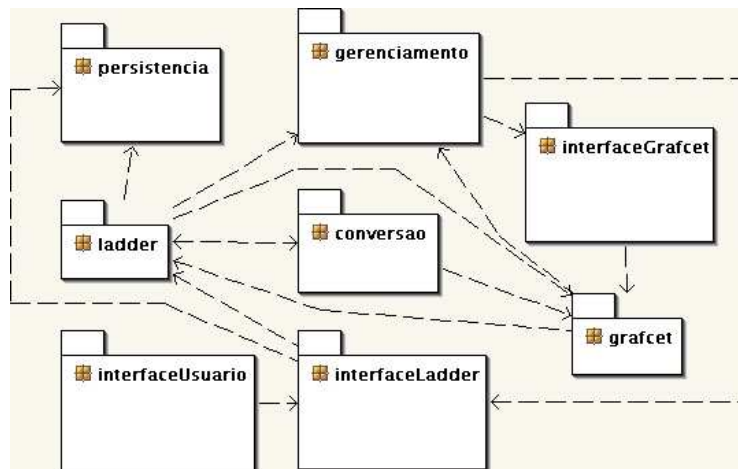 persistencia
gerenciamento
interfaceGrafcet
ladder
conversao
grafcet
interfaceUsuario
interfaceLadder